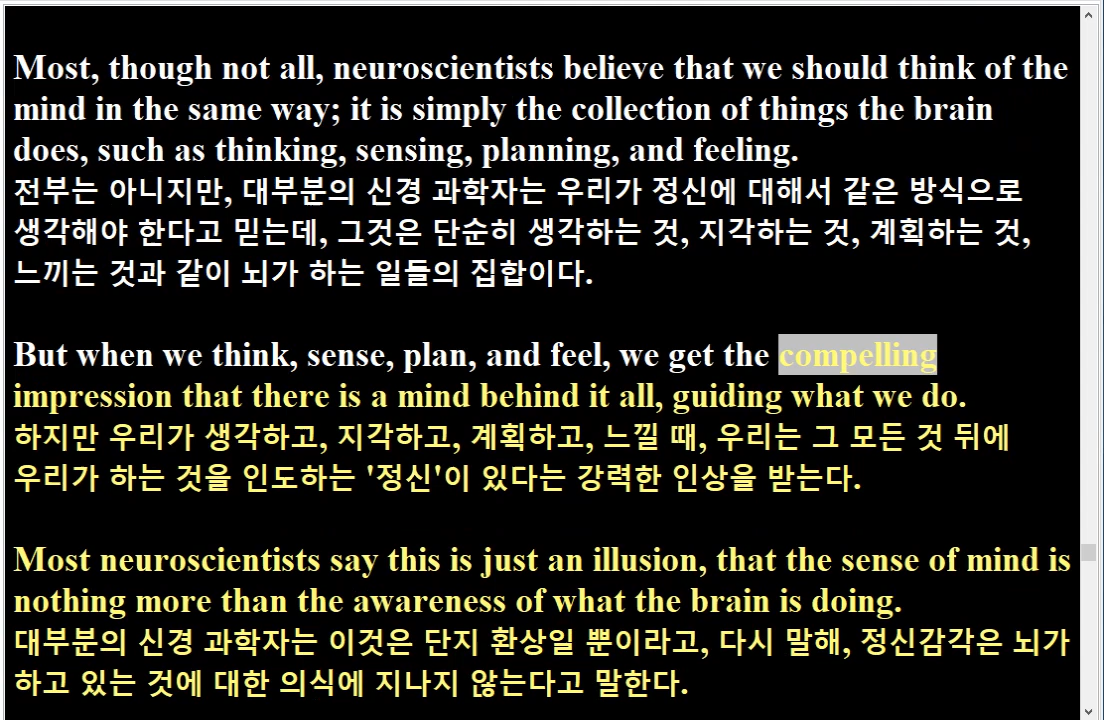 Most, though not all, neuroscientists believe that we should think of the
mind in the same way; it is simply the collection of things the brain
does, such as thinking, sensing, planning, and feeling.
전부는 아니지만, 대부분의 신경 과학자는 우리가 정신에 대해서 같은 방식으로
생각해야 한다고 믿는데, 그것은 단순히 생각하는 것, 지각하는 것, 계획하는 것,
느끼는 것과 같이 뇌가 하는 일들의 집합이다.
But when we think, sense, plan, and feel, we get the compelling
impression that there is a mind behind it all, guiding what we do.
하지만 우리가 생각하고, 지각하고, 계획하고, 느낄 때, 우리는 그 모든 것 뒤에
우리가 하는 것을 인도하는 '정신'이 있다는 강력한 인상을 받는다.
Most neuroscientists say this is just an illusion, that the sense of mind is
nothing more than the awareness of what the brain is doing.
대부분의 신경 과학자는 이것은 단지 환상일 뿐이라고, 다시 말해, 정신감각은 뇌가
하고 있는 것에 대한 의식에 지나지 않는다고 말한다.